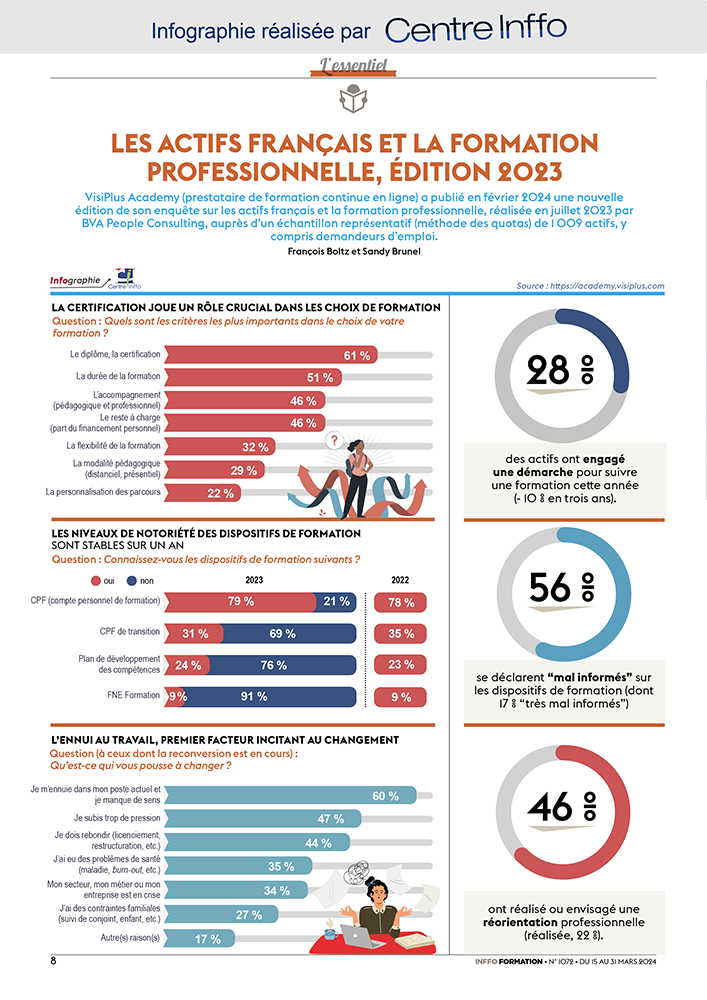 Infographie réalisée par Centre Inffo
L'essentiel
LES ACTIFS FRANÇAIS ET LA FORMATION
PROFESSIONNELLE, ÉDITION 2023
VisiPlus Academy (prestataire de formation continue en ligne) a publié en février 2024 une nouvelle
édition de son enquête sur les actifs français et la formation professionnelle, réalisée en juillet 2023 par
BVA People Consulting, auprès d'un échantillon représentatif (méthode des quotas) de 1 009 actifs, y
compris demandeurs d'emploi.
François Boltz et Sandy Brunel
Infographie Centre Inffo
Source : https://academy.visiplus.com
LA CERTIFICATION JOUE UN RÔLE CRUCIAL DANS LES CHOIX DE FORMATION
Question : Quels sont les critères les plus importants dans le choix de votre
formation ?
Le diplôme, la certification 61 %
La durée de la formation 51 %
L'accompagnement
(pédagogique et professionnel) 46 %
Le reste à charge
(part du financement personnel) 46 %
La flexibilité de la formation 32 %
?
La modalité pédagogique
(distanciel, présentiel) 29 %
La personnalisation des parcours 22 %
28 %
des actifs ont engagé
une démarche pour suivre
une formation cette année
(- 10 % en trois ans).
LES NIVEAUX DE NOTORIÉTÉ DES DISPOSITIFS DE FORMATION
SONT STABLES SUR UN AN
Question : Connaissez-vous les dispositifs de formation suivants ?
oui non 2023 2022
CPF (compte personnel de formation) 79 % 21 % 78 %
CPF de transition 31 % 69 % 35 %
Plan de développement
des compétences 24 % 76 % 23 %
FNE Formation 9% 91 % 9 %
56 %
se déclarent “mal informés” sur
les dispositifs de formation (dont
17 % “très mal informés”)
L'ENNUI AU TRAVAIL, PREMIER FACTEUR INCITANT AU CHANGEMENT
Question (à ceux dont la reconversion est en cours) :
Qu'est-ce qui vous pousse à changer ?
Je m'ennuie dans mon poste actuel et
je manque de sens 60 %
Je subis trop de pression 47 %
Je dois rebondir (licenciement,
restructuration, etc.) 44 %
J'ai eu des problèmes de santé
(maladie, burn-out, etc.) 35 %
Mon secteur, mon métier ou mon
entreprise est en crise 34 %
J'ai des contraintes familiales
(suivi de conjoint, enfant, etc.) 27 %
Autre(s) raison(s) 17 %
46 %
ont réalisé ou envisagé une
réorientation professionnelle
(réalisée, 22 %).
8
INFFO FORMATION • N° 1072 • DU 15 AU 31 MARS 2024